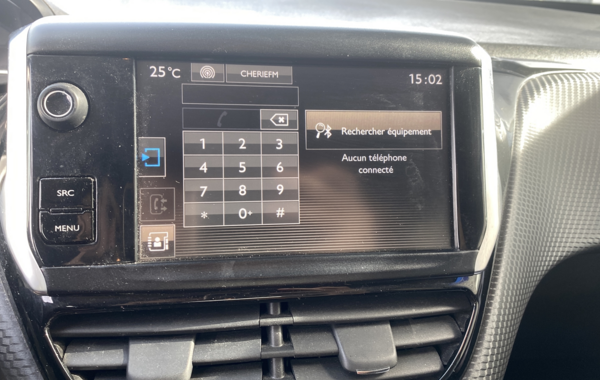 25°C
CHERIEFM
15:02
Rechercher équipement
Aucun téléphone
connecté
1 2 3
4 5 6
7 8 9
* 0+ #
SRC
MENU